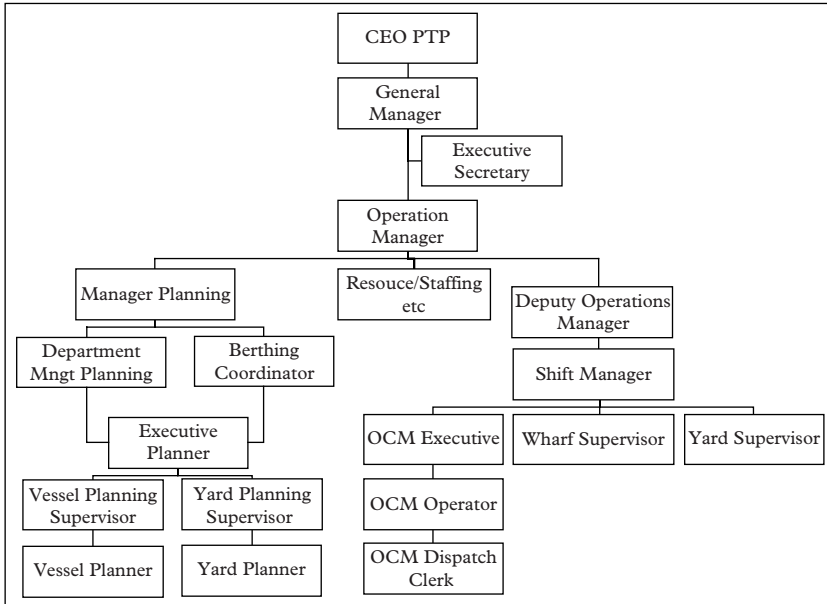 CEO PTP
General
Manager
Executive
Secretary
Operation
Manager
Manager Planning
Resouce/Staffing
etc
Deputy Operations
Manager
Department
Mngt Planning
Berthing
Coordinator
Shift Manager
Executive
Planner
OCM Executive
Wharf Supervisor
Yard Supervisor
Vessel Planning
Supervisor
Yard Planning
Supervisor
OCM Operator
Vessel Planner
Yard Planner
OCM Dispatch
Clerk